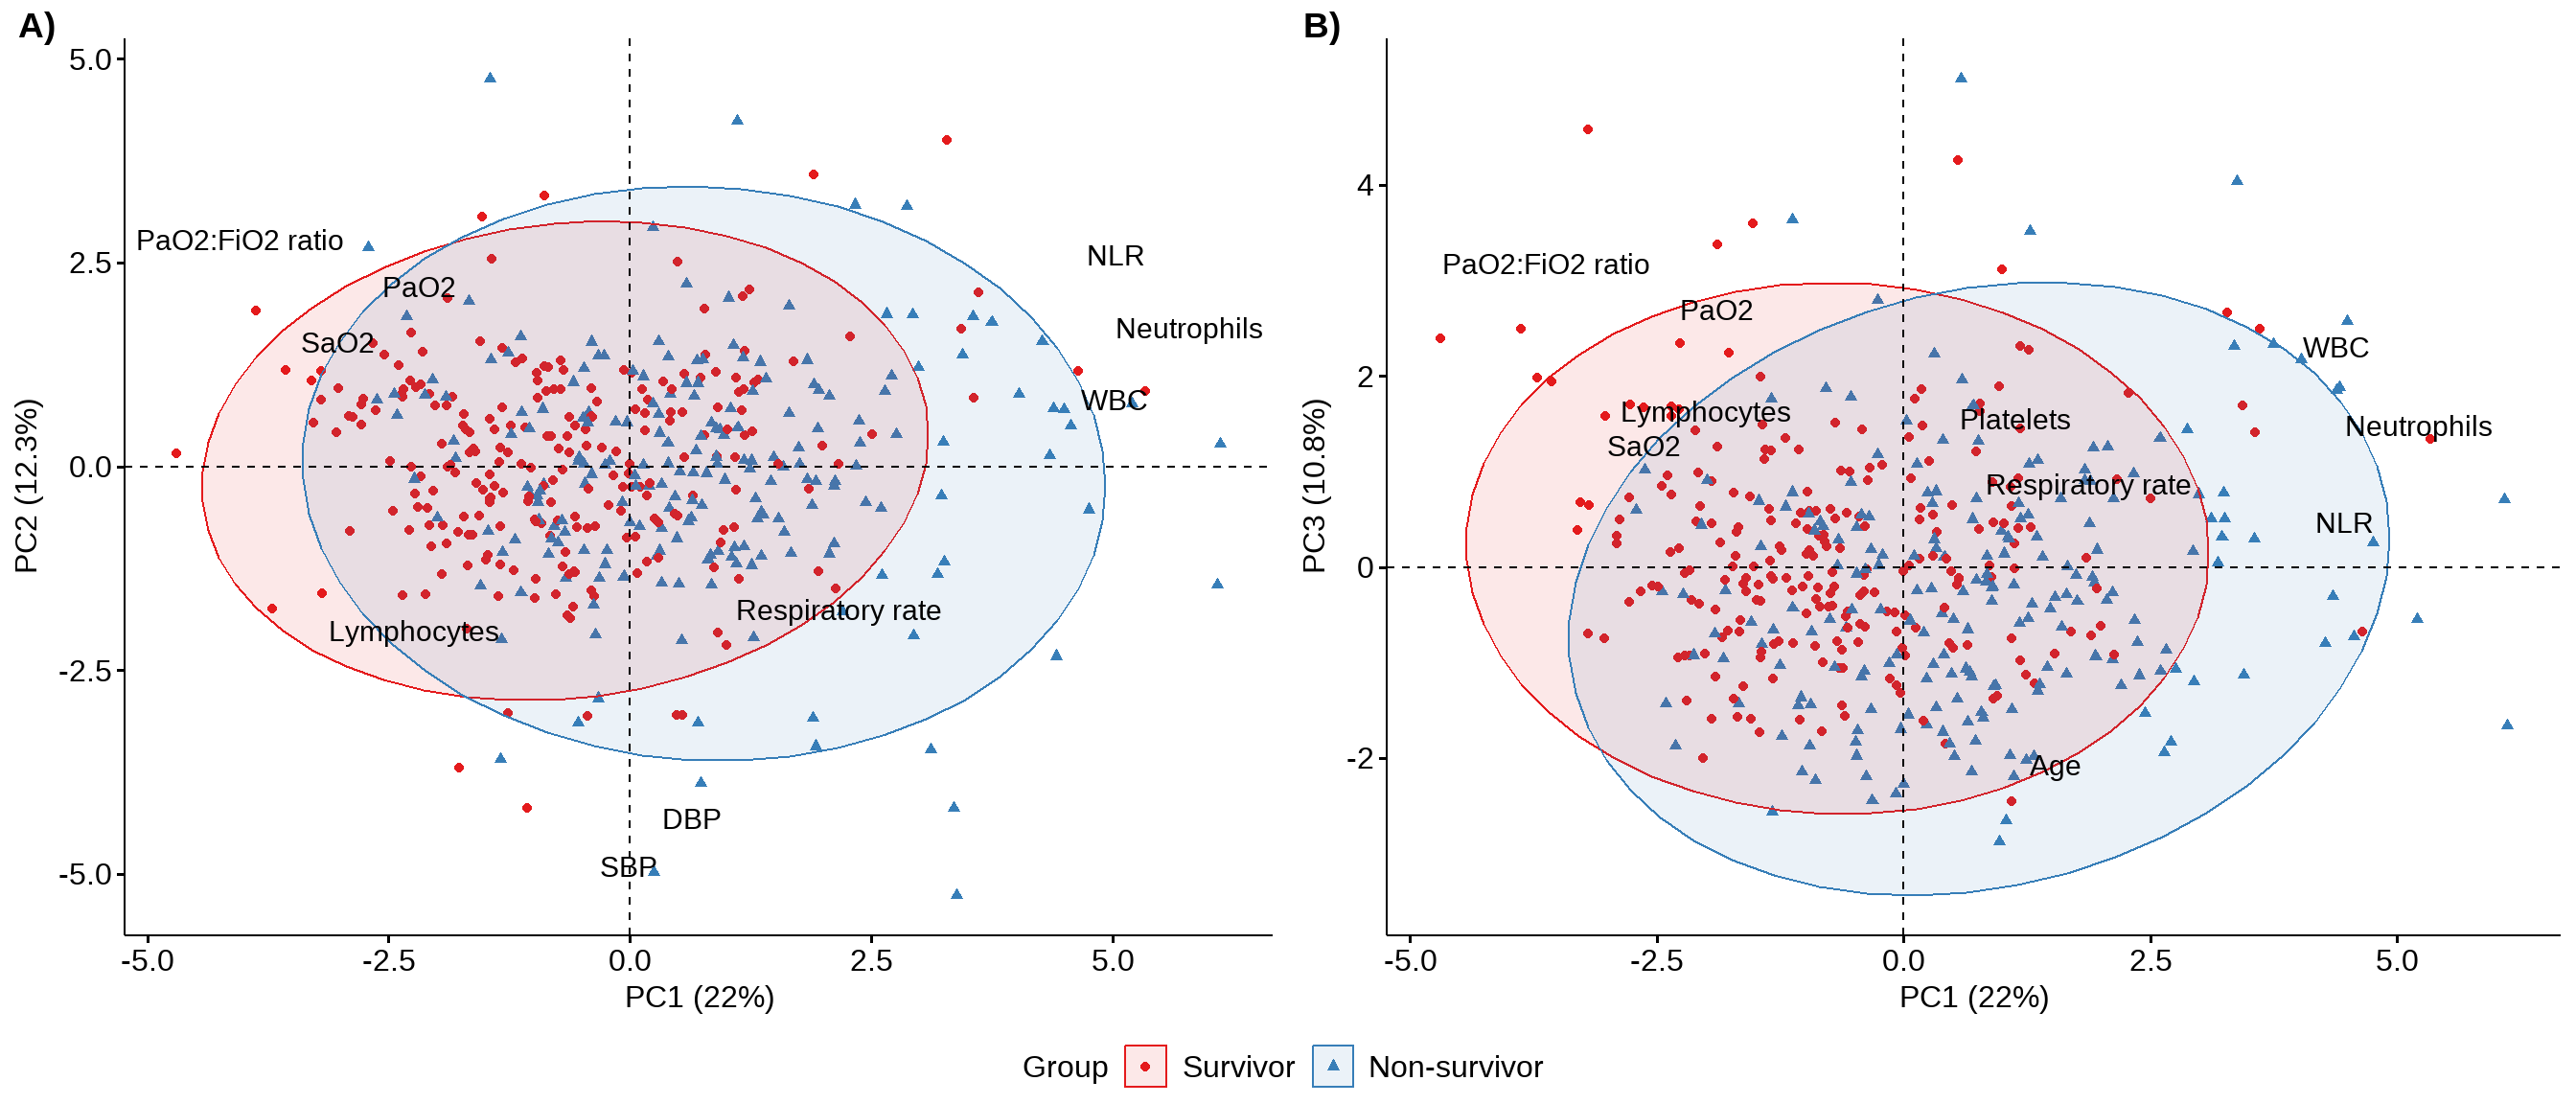 A)
5.0
2.5
0.0
-2.5
-5.0
PC2 (12.3%)
PaO2:FiO2 ratio
PaO2
SaO2
NLR
Neutrophils
WBC
Respiratory rate
Lymphocytes
DBP
SBP
-5.0 -2.5 0.0 2.5 5.0
PC1 (22%)
B)
4
2
0
-2
PC3 (10.8%)
PaO2:FiO2 ratio
PaO2
WBC
Lymphocytes
Platelets
Neutrophils
SaO2
Respiratory rate
NLR
Age
-5.0 -2.5 0.0 2.5 5.0
PC1 (22%)
Group Survivor Non-survivor